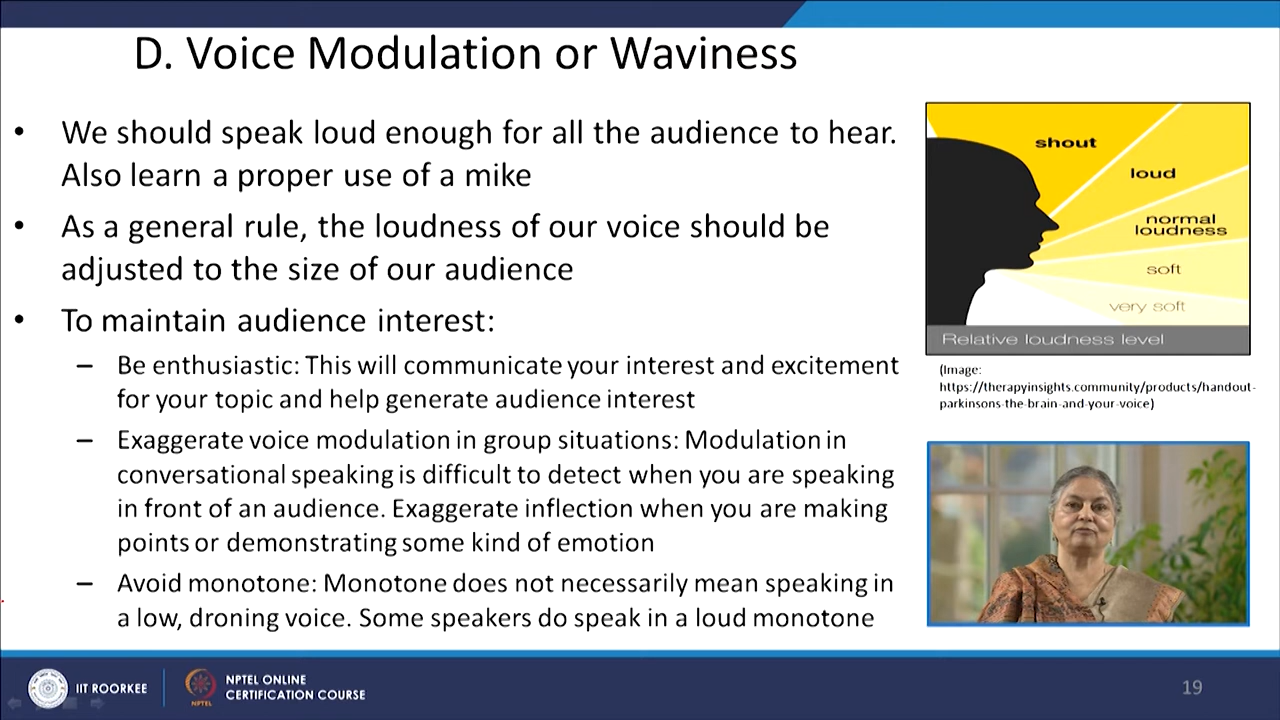 D. Voice Modulation or Waviness
• We should speak loud enough for all the audience to hear.
Also learn a proper use of a mike
• As a general rule, the loudness of our voice should be
adjusted to the size of our audience
• To maintain audience interest:
– Be enthusiastic: This will communicate your interest and excitement
for your topic and help generate audience interest
– Exaggerate voice modulation in group situations: Modulation in
conversational speaking is difficult to detect when you are speaking
in front of an audience. Exaggerate inflection when you are making
points or demonstrating some kind of emotion
– Avoid monotone: Monotone does not necessarily mean speaking in
a low, droning voice. Some speakers do speak in a loud monotone
shout
loud
normal
loudness
soft
very soft
Relative loudness level
(Image:
https://therapyinsights.community/products/handout-
parkinsons-the-brain-and-your-voice)
IIT ROORKEE
NPTEL
NPTEL ONLINE
CERTIFICATION COURSE
19